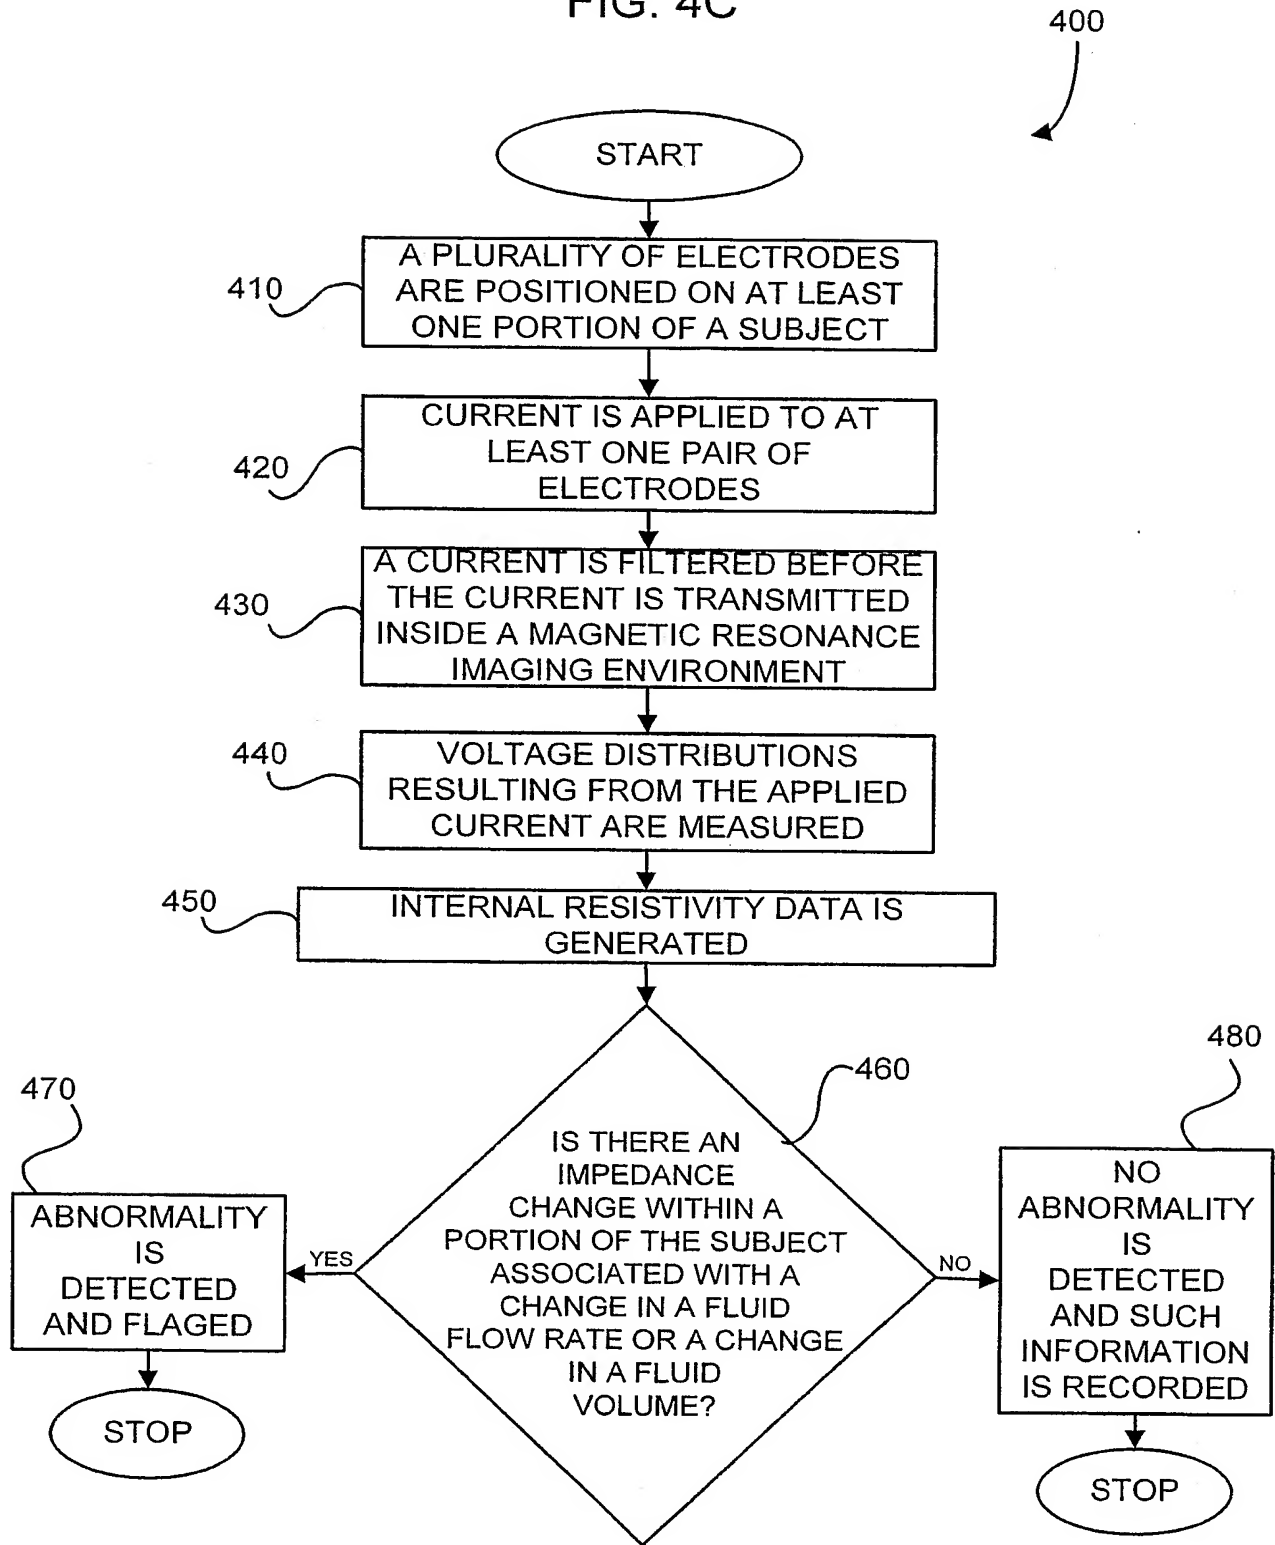 FIG. 4C
400
START
410
A PLURALITY OF ELECTRODES
ARE POSITIONED ON AT LEAST
ONE PORTION OF A SUBJECT
420
CURRENT IS APPLIED TO AT
LEAST ONE PAIR OF
ELECTRODES
430
A CURRENT IS FILTERED BEFORE
THE CURRENT IS TRANSMITTED
INSIDE A MAGNETIC RESONANCE
IMAGING ENVIRONMENT
440
VOLTAGE DISTRIBUTIONS
RESULTING FROM THE APPLIED
CURRENT ARE MEASURED
450
INTERNAL RESISTIVITY DATA IS
GENERATED
460
IS THERE AN
IMPEDANCE
CHANGE WITHIN A
PORTION OF THE SUBJECT
ASSOCIATED WITH A
CHANGE IN A FLUID
FLOW RATE OR A CHANGE
IN A FLUID
VOLUME?
YES
NO
470
ABNORMALITY
IS
DETECTED
AND FLAGED
STOP
480
NO
ABNORMALITY
IS
DETECTED
AND SUCH
INFORMATION
IS RECORDED
STOP